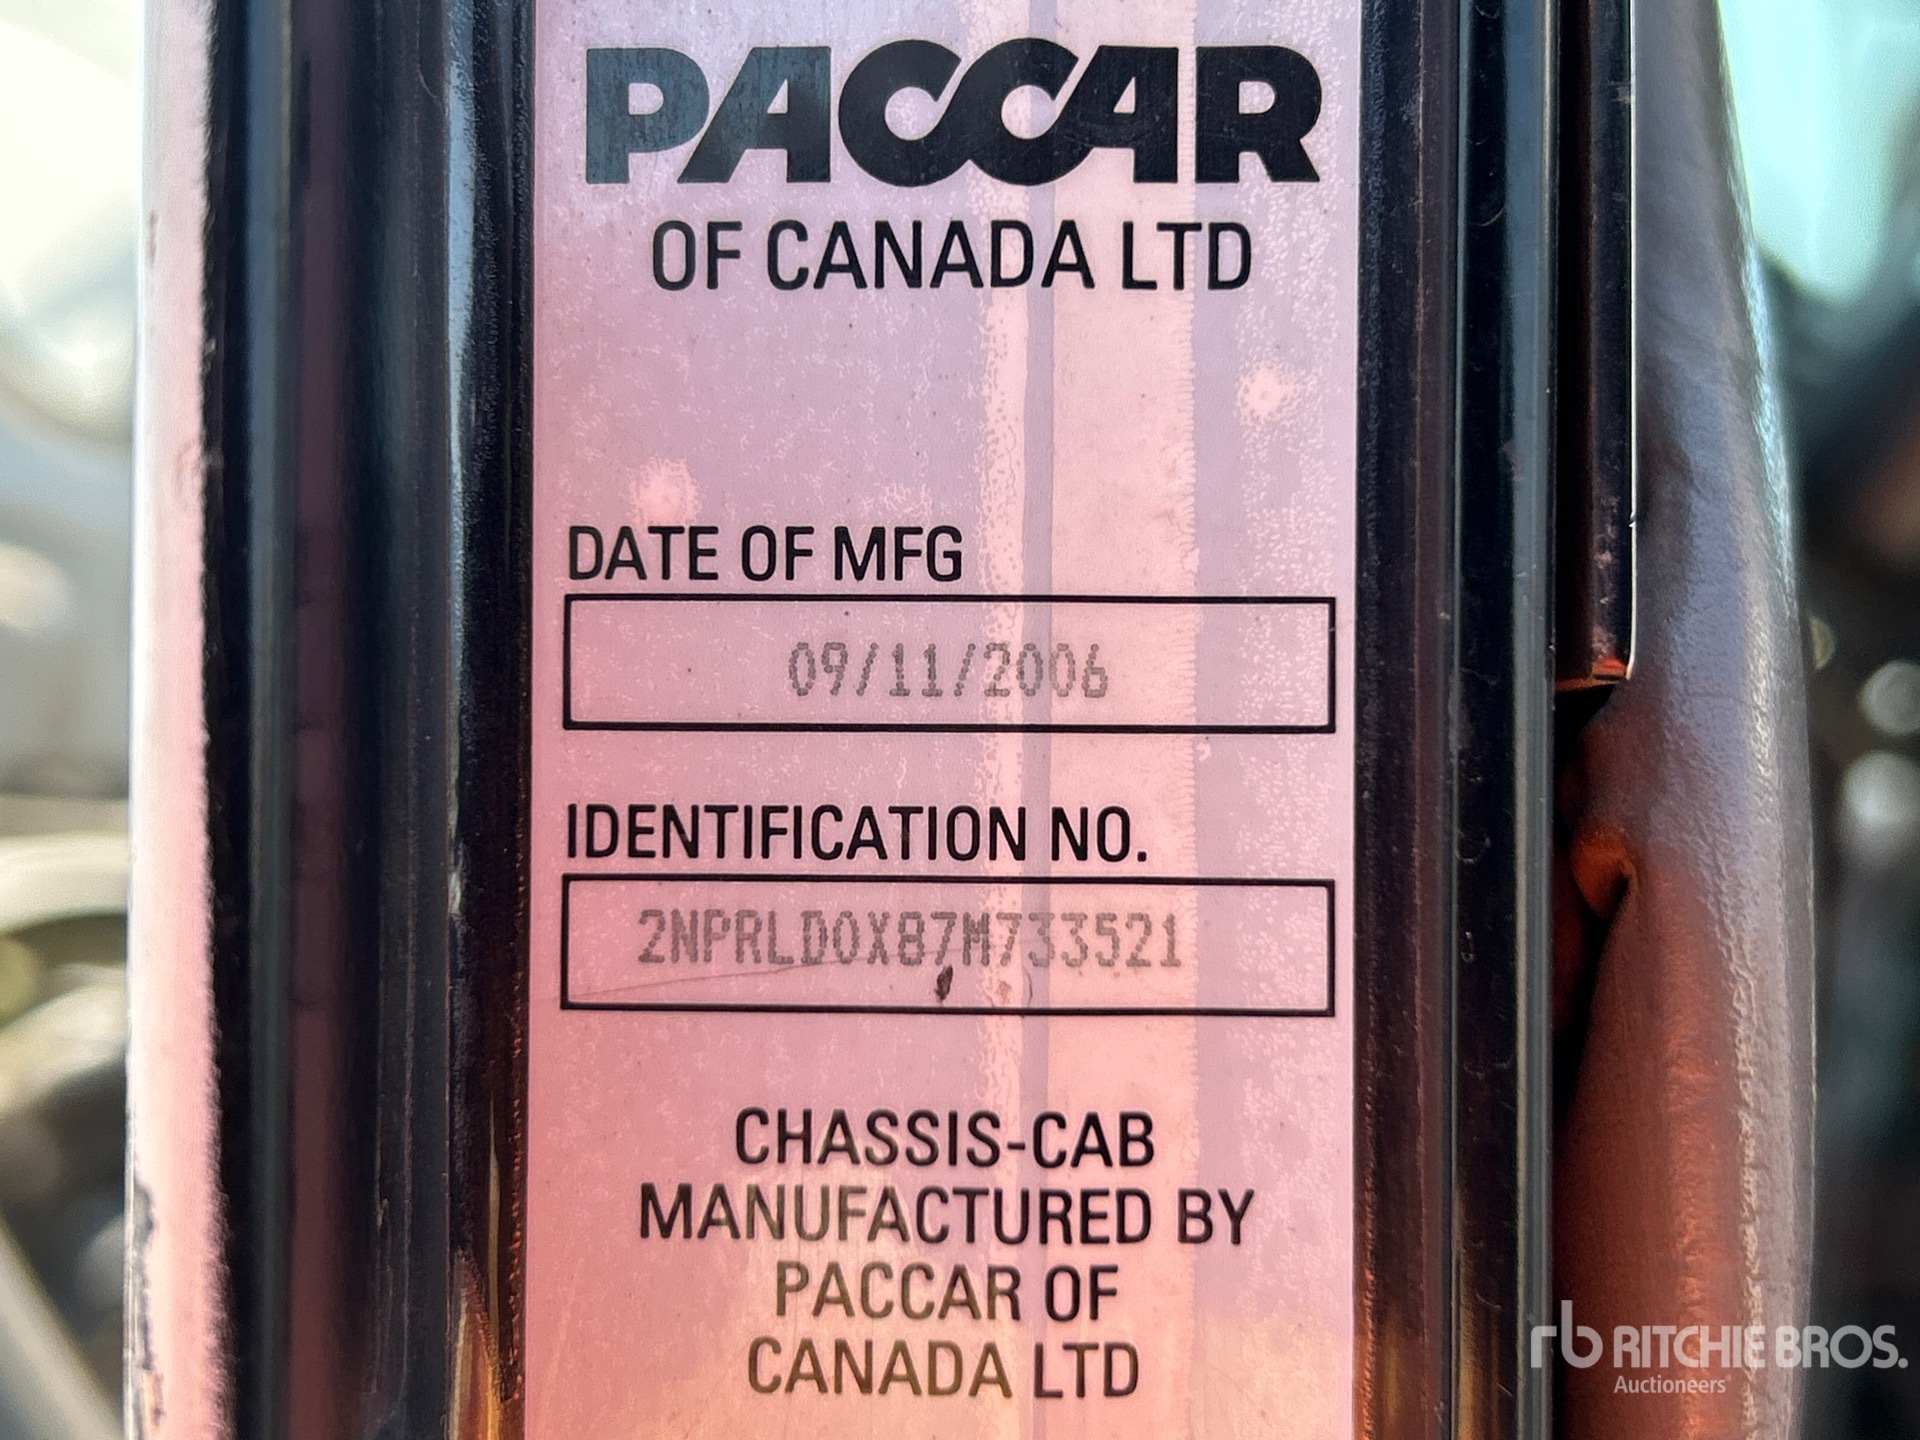 PACCAR
OF CANADA LTD
DATE OF MFG
09/11/2006
IDENTIFICATION NO.
2NPRLD0X87M733521
CHASSIS-CAB
MANUFACTURED BY
PACCAR OF
CANADA LTD
rb RITCHIE BROS.
Auctioneers